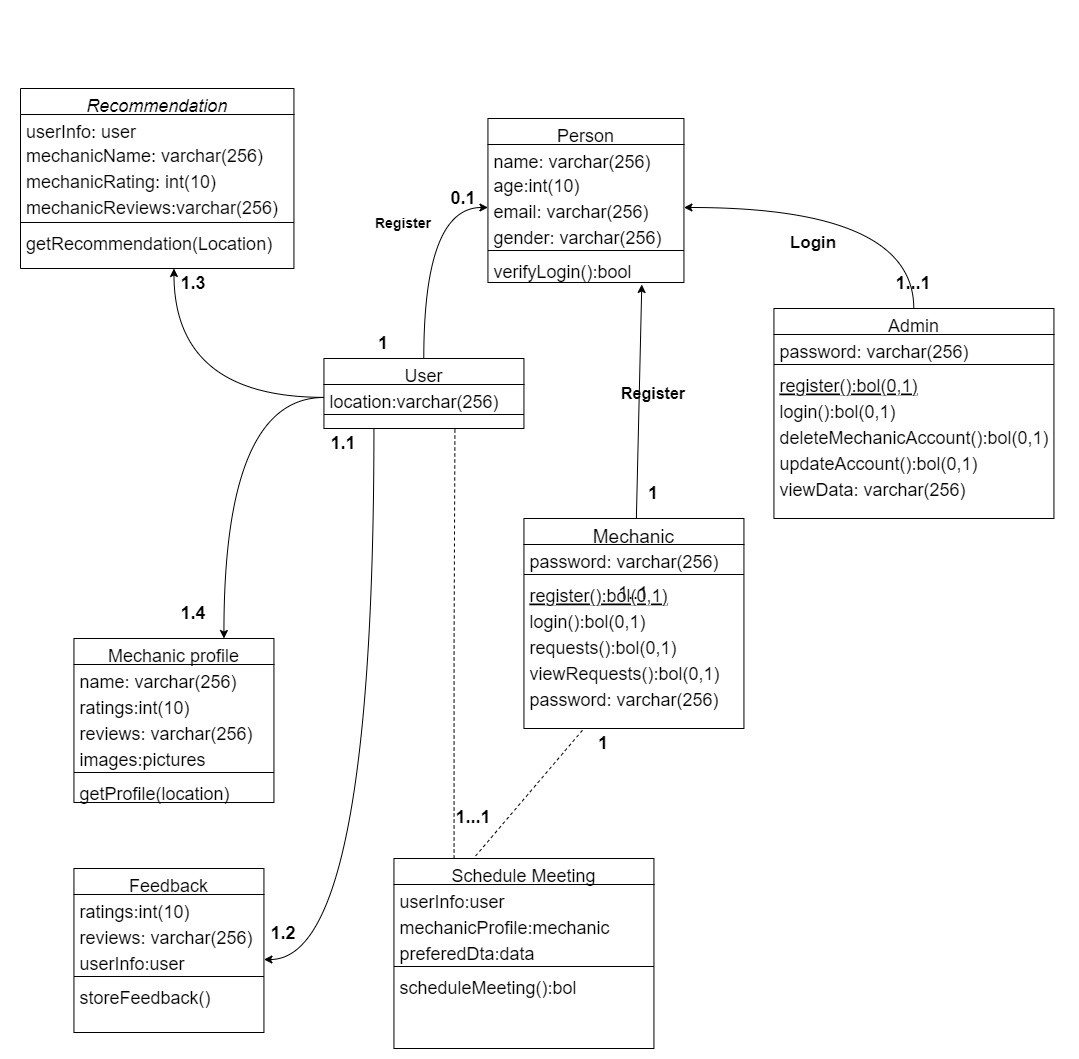 Recommendation
userInfo: user
mechanicName: varchar(256)
mechanicRating: int(10)
mechanicReviews:varchar(256)
getRecommendation(Location)
1.3
Person
name: varchar(256)
age:int(10)
email: varchar(256)
gender: varchar(256)
verifyLogin():bool
0.1
Register
Login
1...1
Admin
password: varchar(256)
register():bol(0,1)
login():bol(0,1)
deleteMechanicAccount():bol(0,1)
updateAccount():bol(0,1)
viewData: varchar(256)
1
User
location:varchar(256)
1.1
Register
1
Mechanic
password: varchar(256)
register():bol(0,1)
1..1
login():bol(0,1)
requests():bol(0,1)
viewRequests():bol(0,1)
password: varchar(256)
1
1.4
Mechanic profile
name: varchar(256)
ratings:int(10)
reviews: varchar(256)
images:pictures
getProfile(location)
1...1
Feedback
ratings:int(10)
reviews: varchar(256)
userInfo:user
storeFeedback()
1.2
Schedule Meeting
userInfo:user
mechanicProfile:mechanic
preferedDta:data
scheduleMeeting():bol